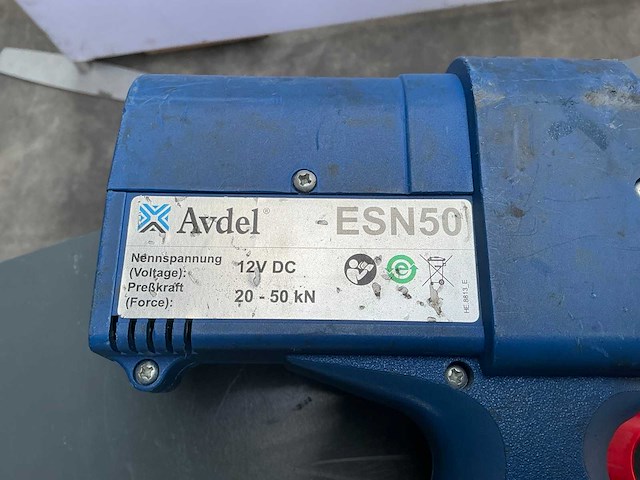 Avdel® ESN50
Nennspannung
(Voltage): 12V DC
Preßkraft
(Force): 20 - 50 kN
HE.8813_E